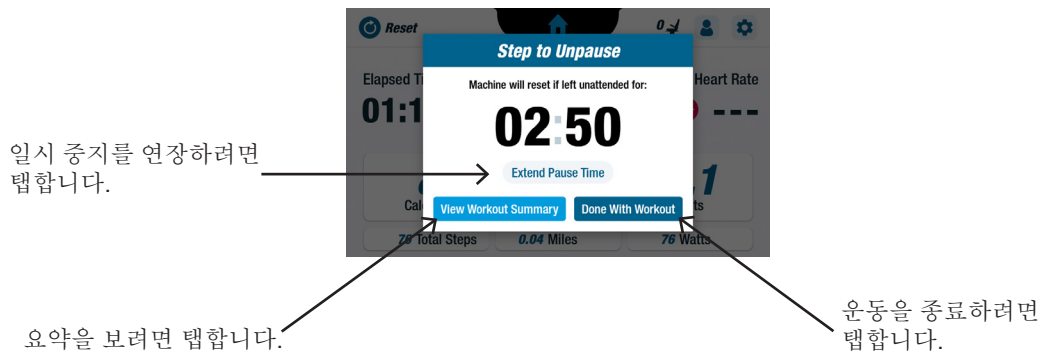 Reset
0
Step to Unpause
Elapsed
Heart Rate
Machine will reset if left unattended for:
01:1
---
02:50
일시 중지를 연장하려면
탭합니다.
Extend Pause Time
1
View Workout Summary
Done With Workout
76 Total Steps
0.04 Miles
76 Watts
요약을 보려면 탭합니다.
운동을 종료하려면
탭합니다.